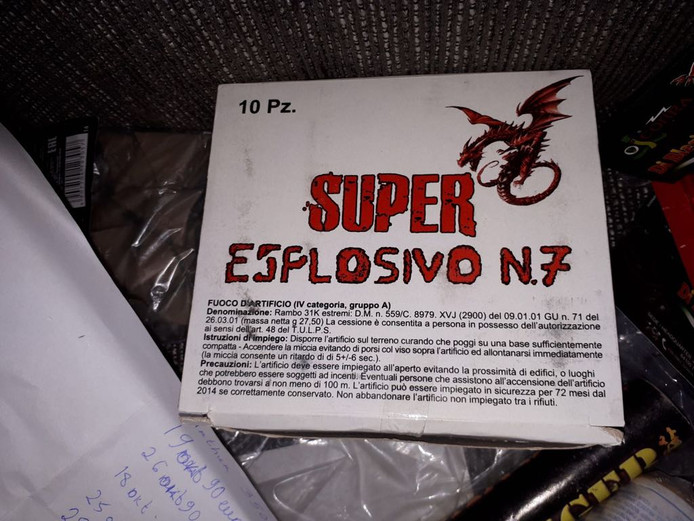 10 Pz.
SUPER
ESPLOSIVO N.7
FUOCO D'ARTIFICIO (IV categoria, gruppo A)
Denominazione: Rambo 31K estremi: D.M. n. 559/C. 8979. XVJ (2900) del 09.01.01 GU n. 71 del
26.03.01 (massa netta g 27,50) La cessione è consentita a persona in possesso dell'autorizzazione
ai sensi dell'art. 48 del T.U.L.P.S.
Istruzioni di impiego: Disporre l'artificio sul terreno curando che poggi su una base sufficientemente
compatta - Accendere la miccia evitando di porsi col viso sopra l'artificio ed allontanarsi immediatamente
(la miccia consente un ritardo di di 5+/-6 sec.).
Precauzioni: L'artificio deve essere impiegato all'aperto evitando la prossimità di edifici, o luoghi
che potrebbero essere soggetti ad incenti. Eventuali persone che assistono all'accensione dell'artificio
debbono trovarsi a non meno di 100 m. L'artificio può essere impiegato in sicurezza per 72 mesi dal
2014 se correttamente conservato. Non abbandonare l'artificio non impiegato tra i rifiuti.